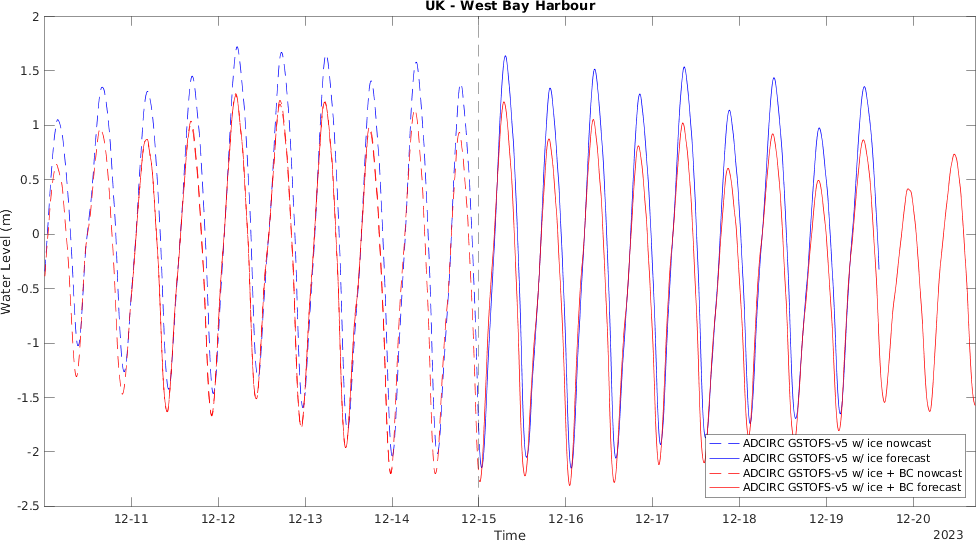 UK - West Bay Harbour
2
1.5
1
0.5
0
-0.5
-1
-1.5
-2
-2.5
Water Level (m)
ADCIRC GSTOFS-v5 w/ ice nowcast
ADCIRC GSTOFS-v5 w/ ice forecast
ADCIRC GSTOFS-v5 w/ ice + BC nowcast
ADCIRC GSTOFS-v5 w/ ice + BC forecast
12-11 12-12 12-13 12-14 12-15 12-16 12-17 12-18 12-19 12-20
Time
2023